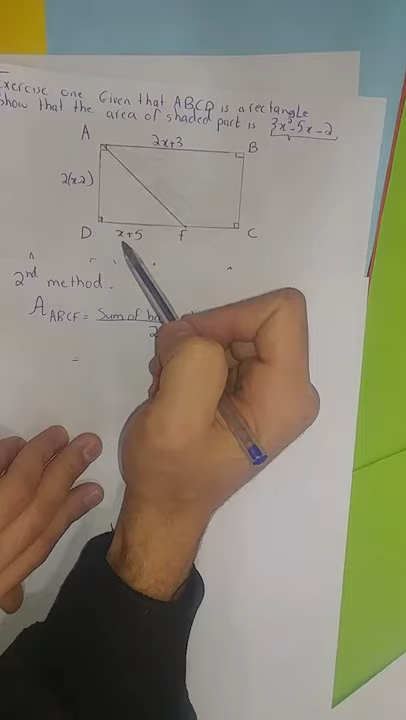 Exercise one Given that ABCD is a rectangle
Show that the area of shaded part is 3x²-5x-2
A
2x+3
B
2(x-2)
D
x+5
F
C
2nd method.
A ABCF = Sum of
2
=